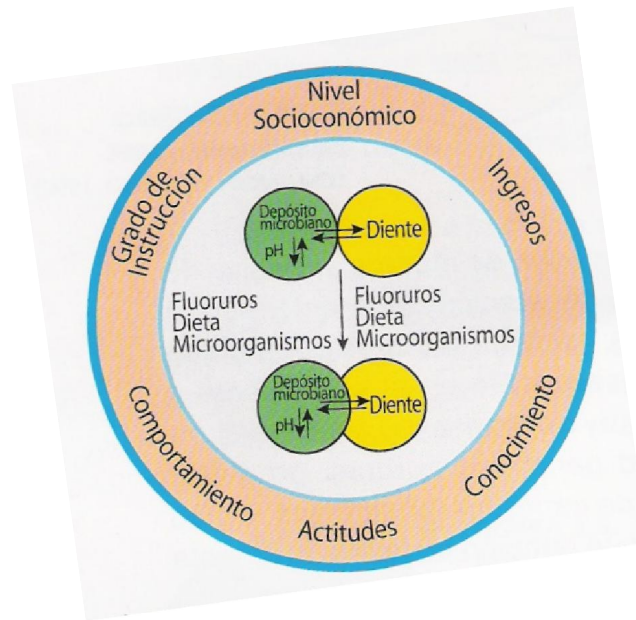 Nivel
Socioconómico
Ingresos
Grado de
Instrucción
Depósito
microbiano
pH
Diente
Fluoruros
Dieta
Microorganismos
Fluoruros
Dieta
Microorganismos
Depósito
microbiano
pH
Diente
Comportamiento
Actitudes
Conocimiento